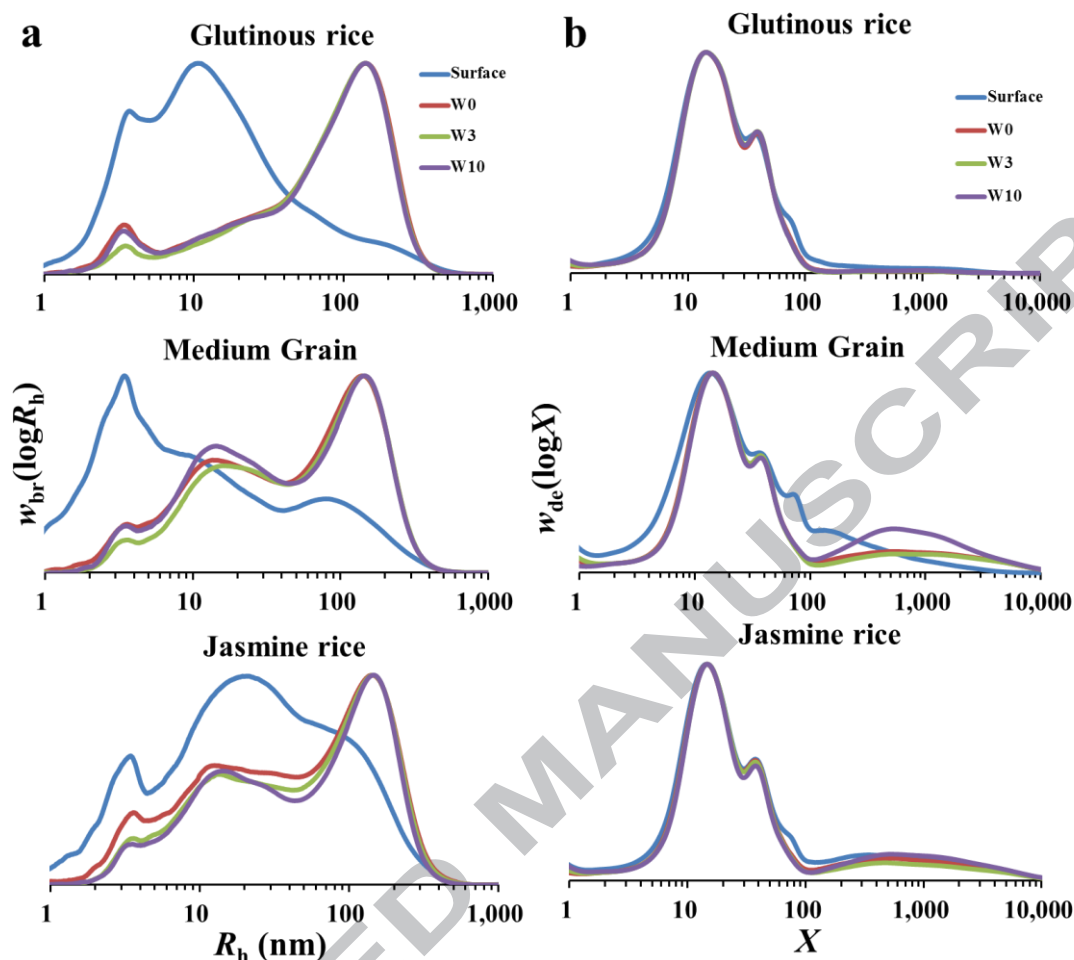 a
Glutinous rice
Surface
W0
W3
W10
1 10 100 1,000
Medium Grain
1 10 100 1,000
Jasmine rice
1 10 100 1,000
w_br(logR_h)
R_h (nm)
b
Glutinous rice
Surface
W0
W3
W10
1 10 100 1,000 10,000
Medium Grain
1 10 100 1,000 10,000
Jasmine rice
1 10 100 1,000 10,000
w_de(logX)
X
ED MANUSCRIP